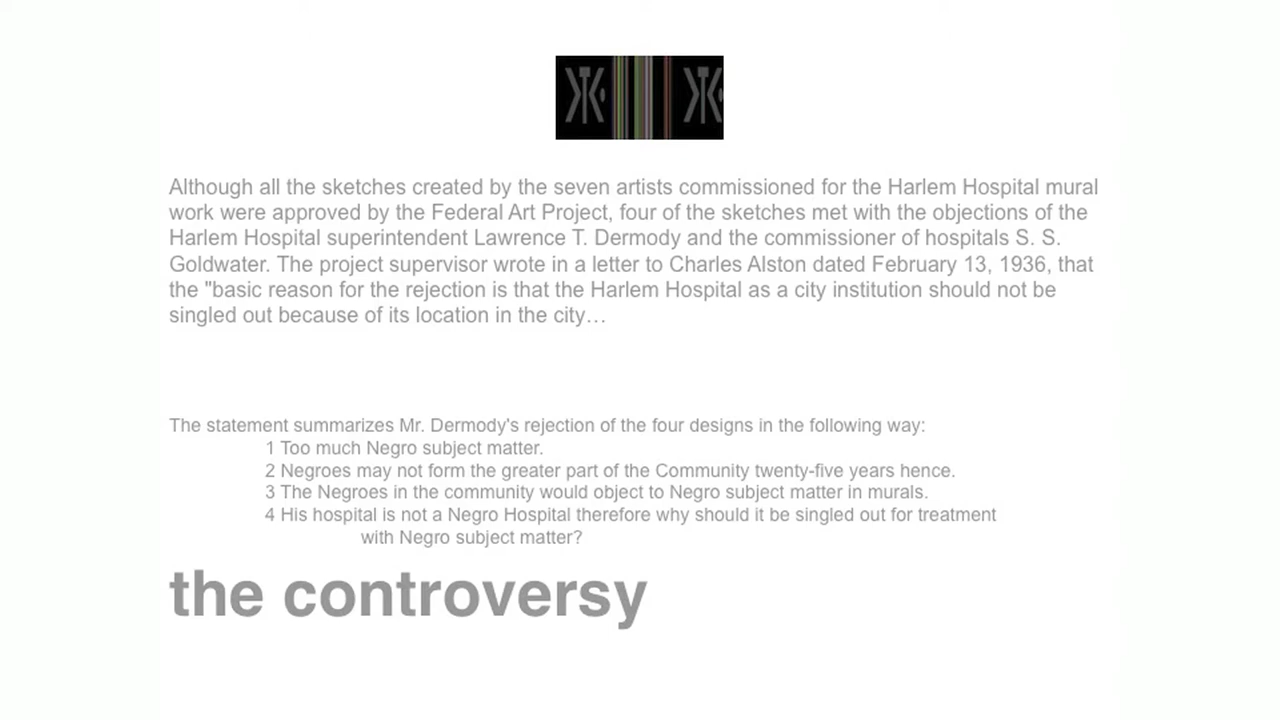 Although all the sketches created by the seven artists commissioned for the Harlem Hospital mural
work were approved by the Federal Art Project, four of the sketches met with the objections of the
Harlem Hospital superintendent Lawrence T. Dermody and the commissioner of hospitals S. S.
Goldwater. The project supervisor wrote in a letter to Charles Alston dated February 13, 1936, that
the "basic reason for the rejection is that the Harlem Hospital as a city institution should not be
singled out because of its location in the city…
The statement summarizes Mr. Dermody's rejection of the four designs in the following way:
1 Too much Negro subject matter.
2 Negroes may not form the greater part of the Community twenty-five years hence.
3 The Negroes in the community would object to Negro subject matter in murals.
4 His hospital is not a Negro Hospital therefore why should it be singled out for treatment
with Negro subject matter?
the controversy